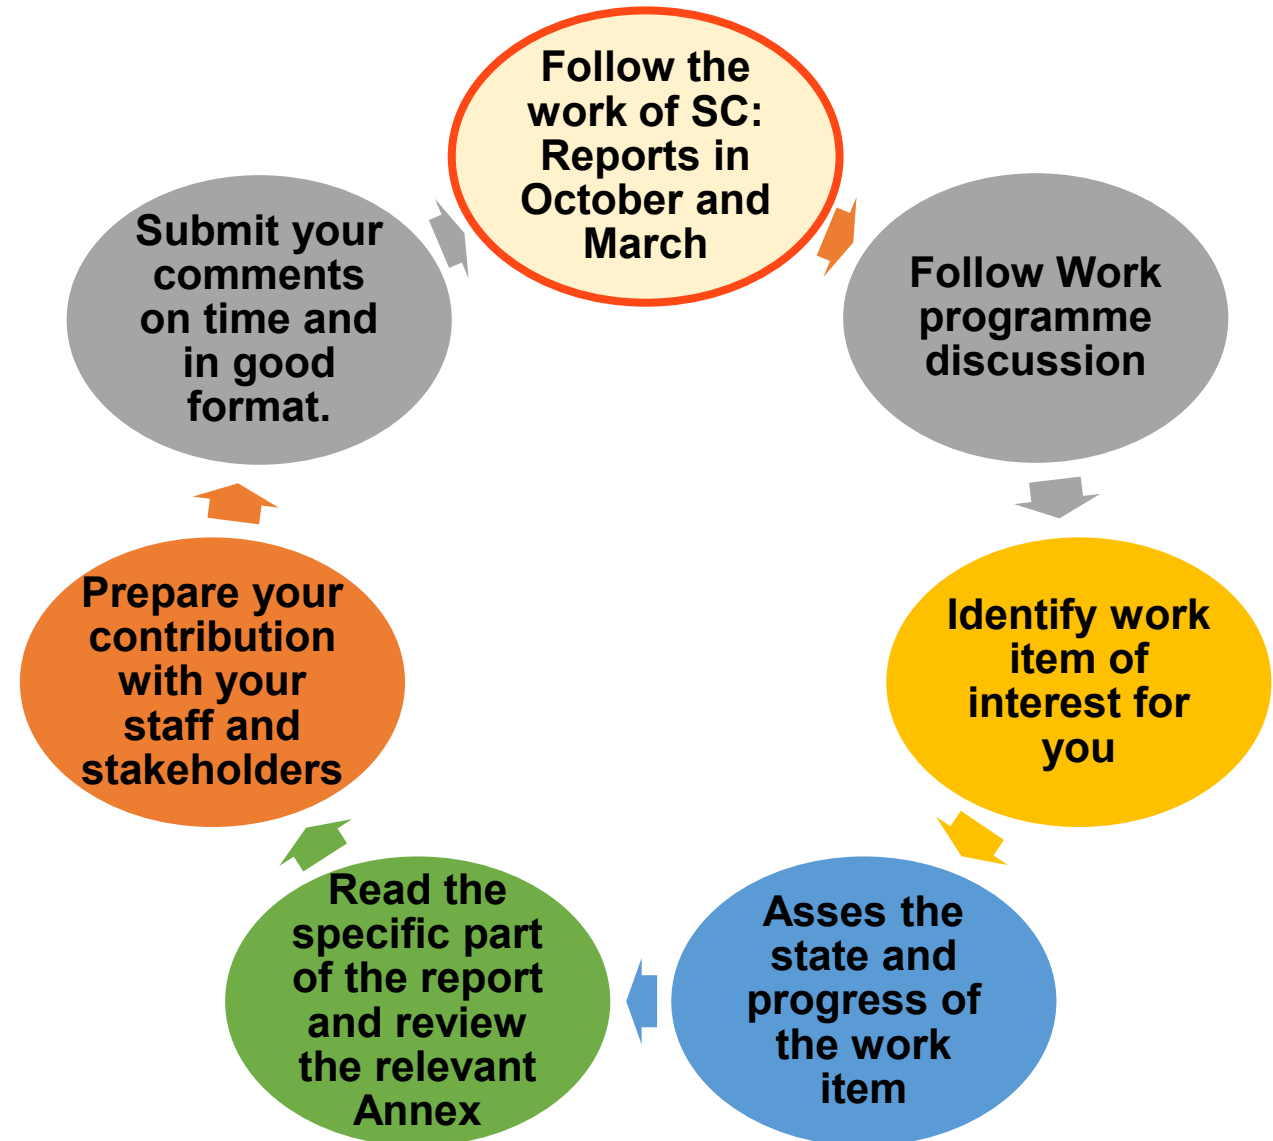 Follow the
work of SC:
Reports in
October and
March
Follow Work
programme
discussion
Identify work
item of
interest for
you
Asses the
state and
progress of
the work
item
Read the
specific part
of the report
and review
the relevant
Annex
Prepare your
contribution
with your
staff and
stakeholders
Submit your
comments
on time and
in good
format.